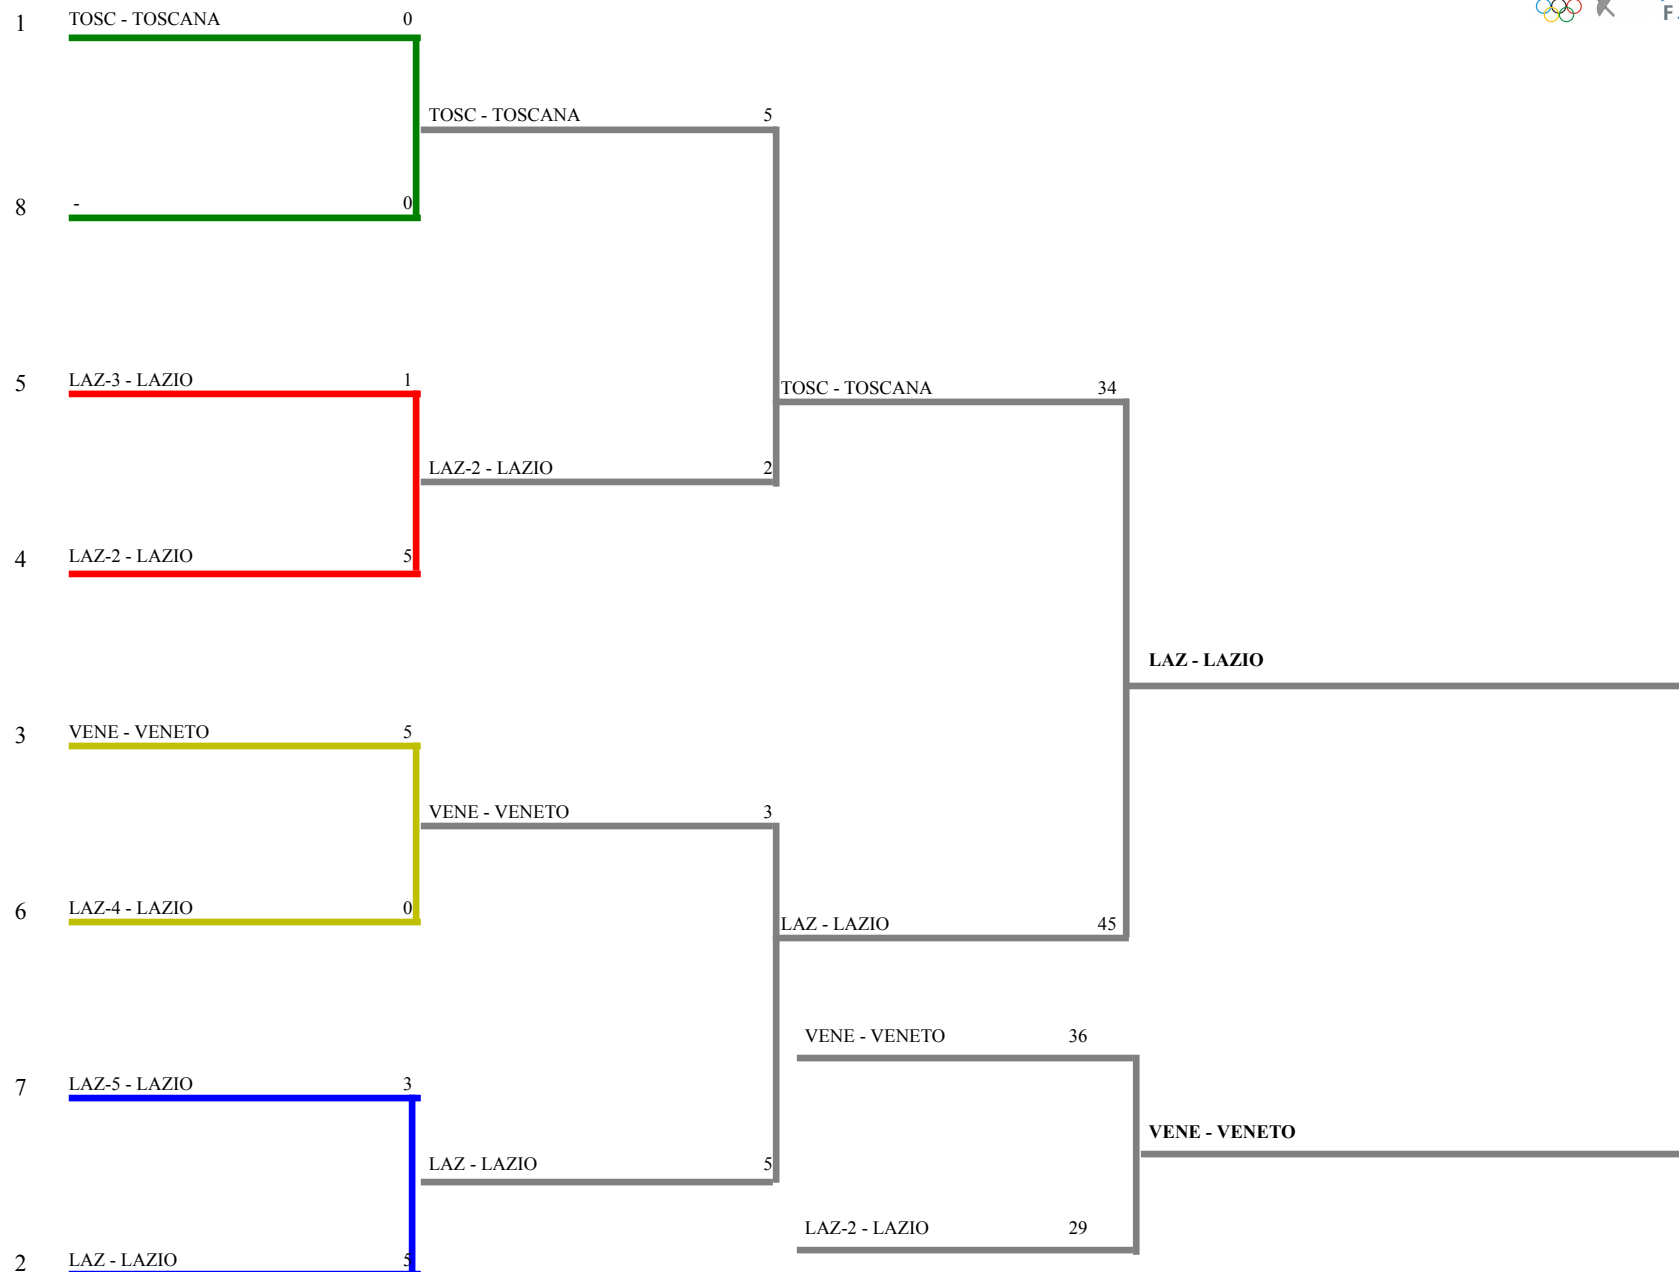 1 TOSC - TOSCANA 0
F
TOSC - TOSCANA 5
8 - 0
5 LAZ-3 - LAZIO 1
TOSC - TOSCANA 34
LAZ-2 - LAZIO 2
4 LAZ-2 - LAZIO 5
LAZ - LAZIO
3 VENE - VENETO 5
VENE - VENETO 3
6 LAZ-4 - LAZIO 0
LAZ - LAZIO 45
VENE - VENETO 36
7 LAZ-5 - LAZIO 3
VENE - VENETO
LAZ - LAZIO 5
LAZ-2 - LAZIO 29
2 LAZ - LAZIO 5